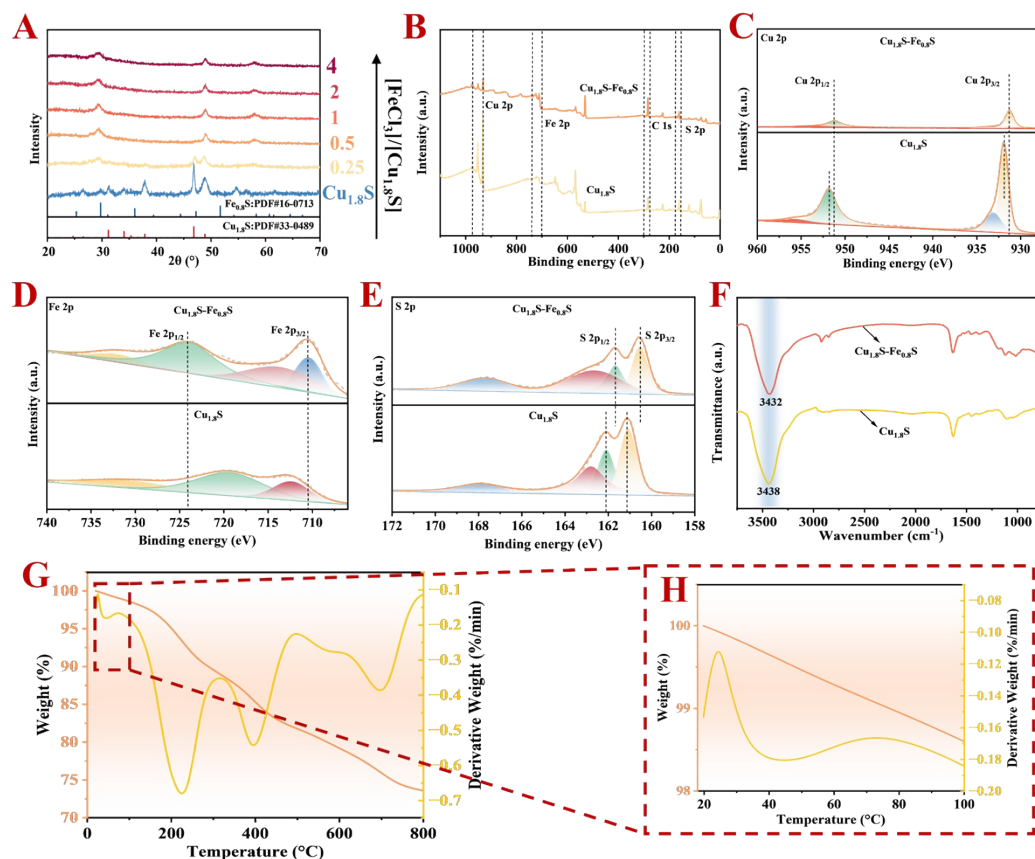 A
Intensity
4
2
1
0.5
0.25
Cu1.8S
[FeCl3]/[Cu1.8S]
Fe0.8S:PDF#16-0713
Cu1.8S:PDF#33-0489
20 30 40 50 60 70
2θ (°)
B
Intensity (a.u.)
Cu 2p
Fe 2p
Cu1.8S-Fe0.8S
C 1s
S 2p
Cu1.8S
1000 800 600 400 200 0
Binding energy (eV)
C
Intensity (a.u.)
Cu 2p
Cu1.8S-Fe0.8S
Cu 2p1/2
Cu 2p3/2
Cu1.8S
960 955 950 945 940 935 930
Binding energy (eV)
D
Intensity (a.u.)
Intensity (a.u.)
Fe 2p
Cu1.8S-Fe0.8S
Fe 2p1/2
Fe 2p3/2
Cu1.8S
740 735 730 725 720 715 710
Binding energy (eV)
E
Intensity (a.u.)
Intensity (a.u.)
S 2p
Cu1.8S-Fe0.8S
S 2p1/2
S 2p3/2
Cu1.8S
172 170 168 166 164 162 160 158
Binding energy (eV)
F
Transmittance (a.u.)
Cu1.8S-Fe0.8S
3432
Cu1.8S
3438
3500 3000 2500 2000 1500 1000
Wavenumber (cm-1)
G
Weight (%)
100
95
90
85
80
75
70
0 200 400 600 800
Temperature (°C)
−0.1
−0.2
−0.3
−0.4
−0.5
−0.6
−0.7
Derivative Weight (%/min)
H
Weight (%)
100
99
98
20 40 60 80 100
Temperature (°C)
−0.08
−0.10
−0.12
−0.14
−0.16
−0.18
−0.20
Derivative Weight (%/min)